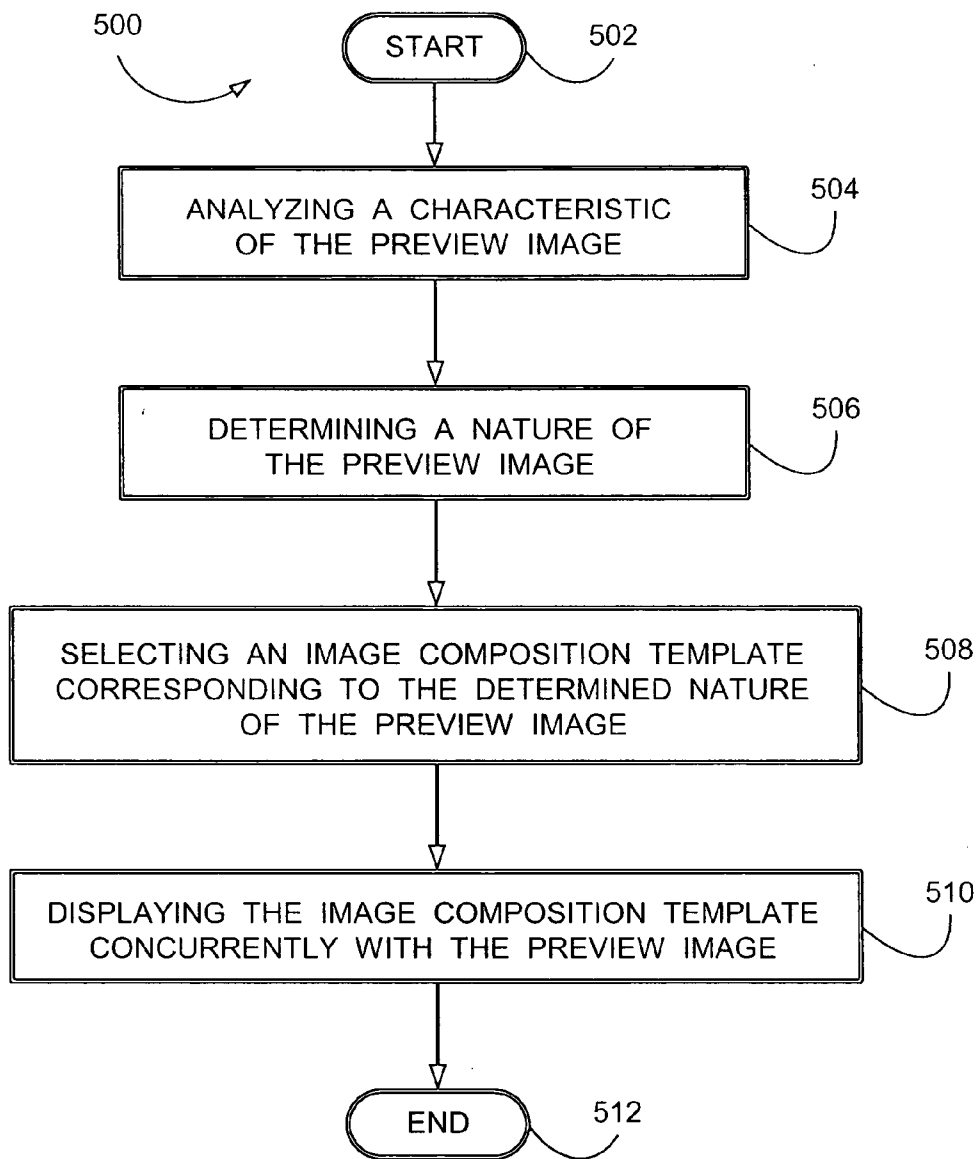 500
START
502
ANALYZING A CHARACTERISTIC
OF THE PREVIEW IMAGE
504
DETERMINING A NATURE OF
THE PREVIEW IMAGE
506
SELECTING AN IMAGE COMPOSITION TEMPLATE
CORRESPONDING TO THE DETERMINED NATURE
OF THE PREVIEW IMAGE
508
DISPLAYING THE IMAGE COMPOSITION TEMPLATE
CONCURRENTLY WITH THE PREVIEW IMAGE
510
END
512